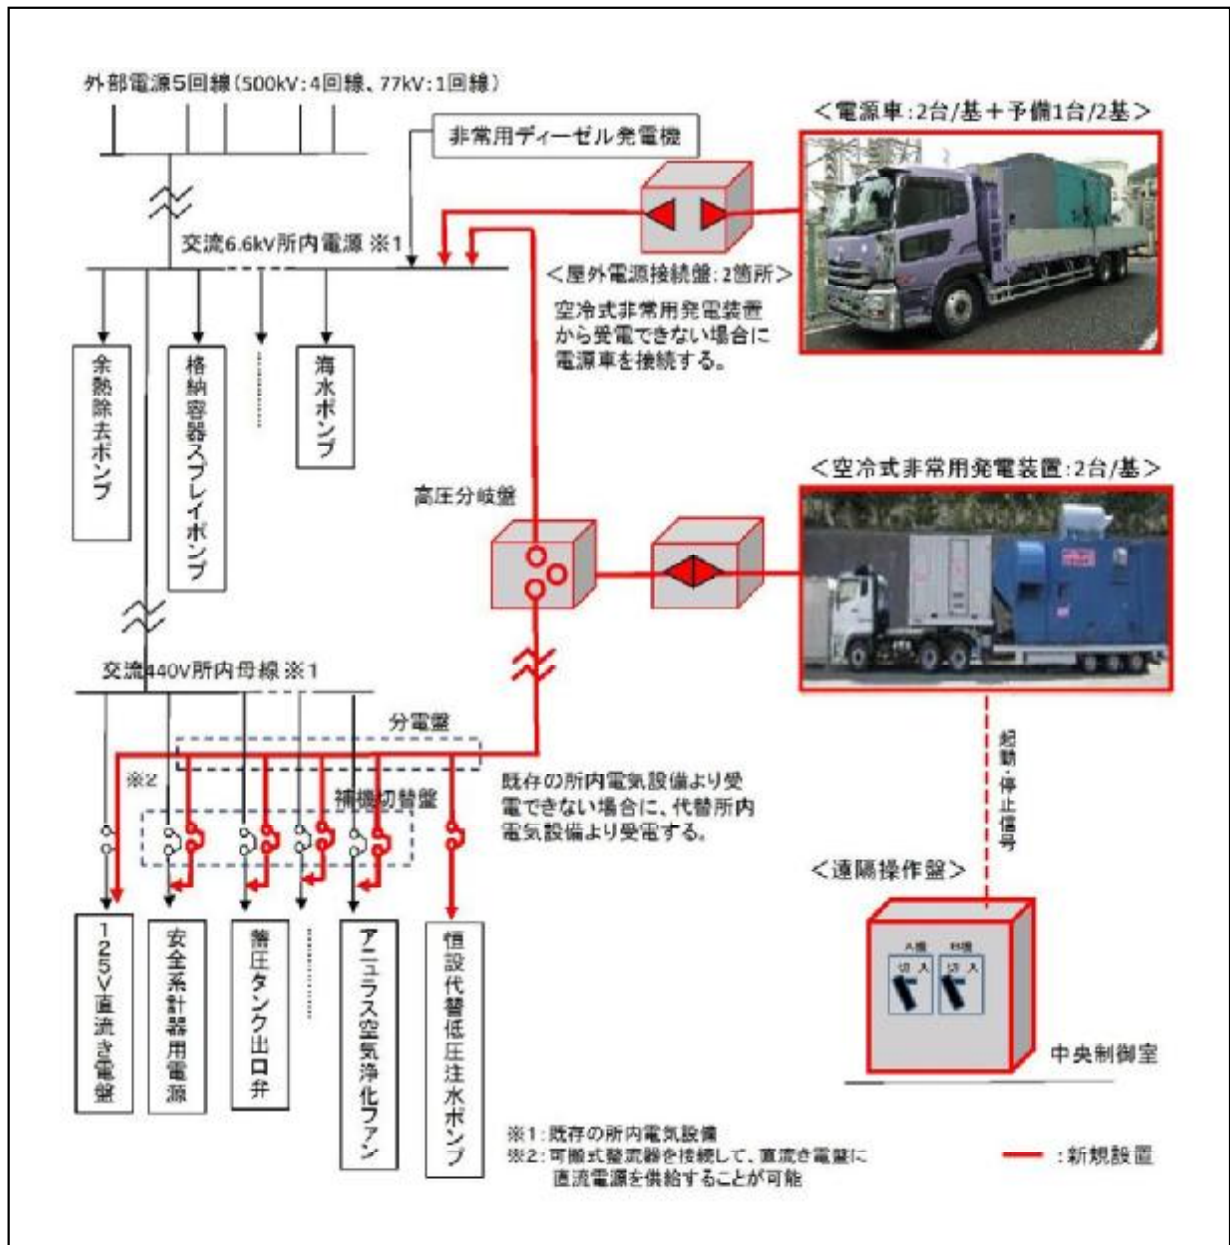 外部電源5回線(500kV:4回線、77kV:1回線)
非常用ディーゼル発電機
＜電源車:2台/基＋予備1台/2基＞
交流6.6kV所内電源 ※1
＜屋外電源接続盤:2箇所＞
空冷式非常用発電装置
から受電できない場合に
電源車を接続する。
余熱除去ポンプ
格納容器スプレイポンプ
海水ポンプ
高圧分岐盤
＜空冷式非常用発電装置:2台/基＞
交流440V所内母線 ※1
分電盤
※2
補機切替盤
既存の所内電気設備より受
電できない場合に、代替所内
電気設備より受電する。
起動・停止信号
＜遠隔操作盤＞
A機 B機
切 入 切 入
中央制御室
125V直流き電盤
安全系計器用電源
蓄圧タンク出口弁
アニュラス空気浄化ファン
恒設代替低圧注水ポンプ
※1:既存の所内電気設備
※2:可搬式整流器を接続して、直流き電盤に
直流電源を供給することが可能
:新規設置